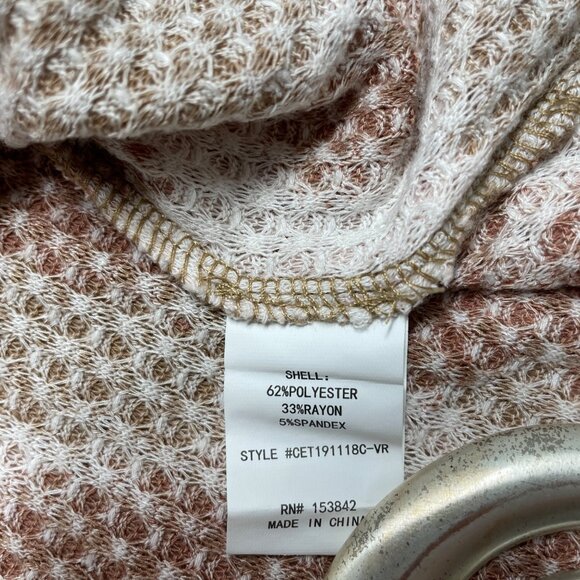 SHELL:
62%POLYESTER
33%RAYON
5%SPANDEX
STYLE #CET191118C-VR
RN# 153842
MADE IN CHINA